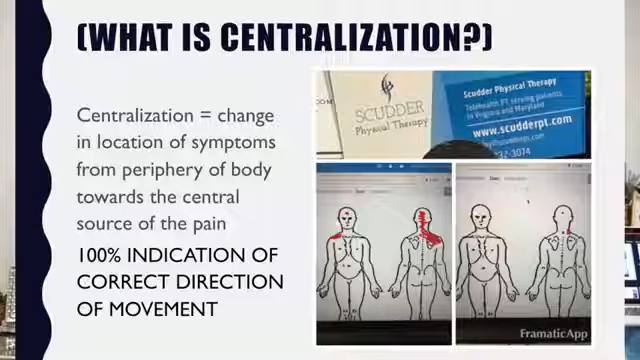 (WHAT IS CENTRALIZATION?)
Centralization = change
in location of symptoms
from periphery of body
towards the central
source of the pain
100% INDICATION OF
CORRECT DIRECTION
OF MOVEMENT
SCUDDER
Physical Therapy
Scudder Physical Therapy
Telehealth PT serving patients
in Virginia and Maryland
www.scudderpt.com
FramaticApp